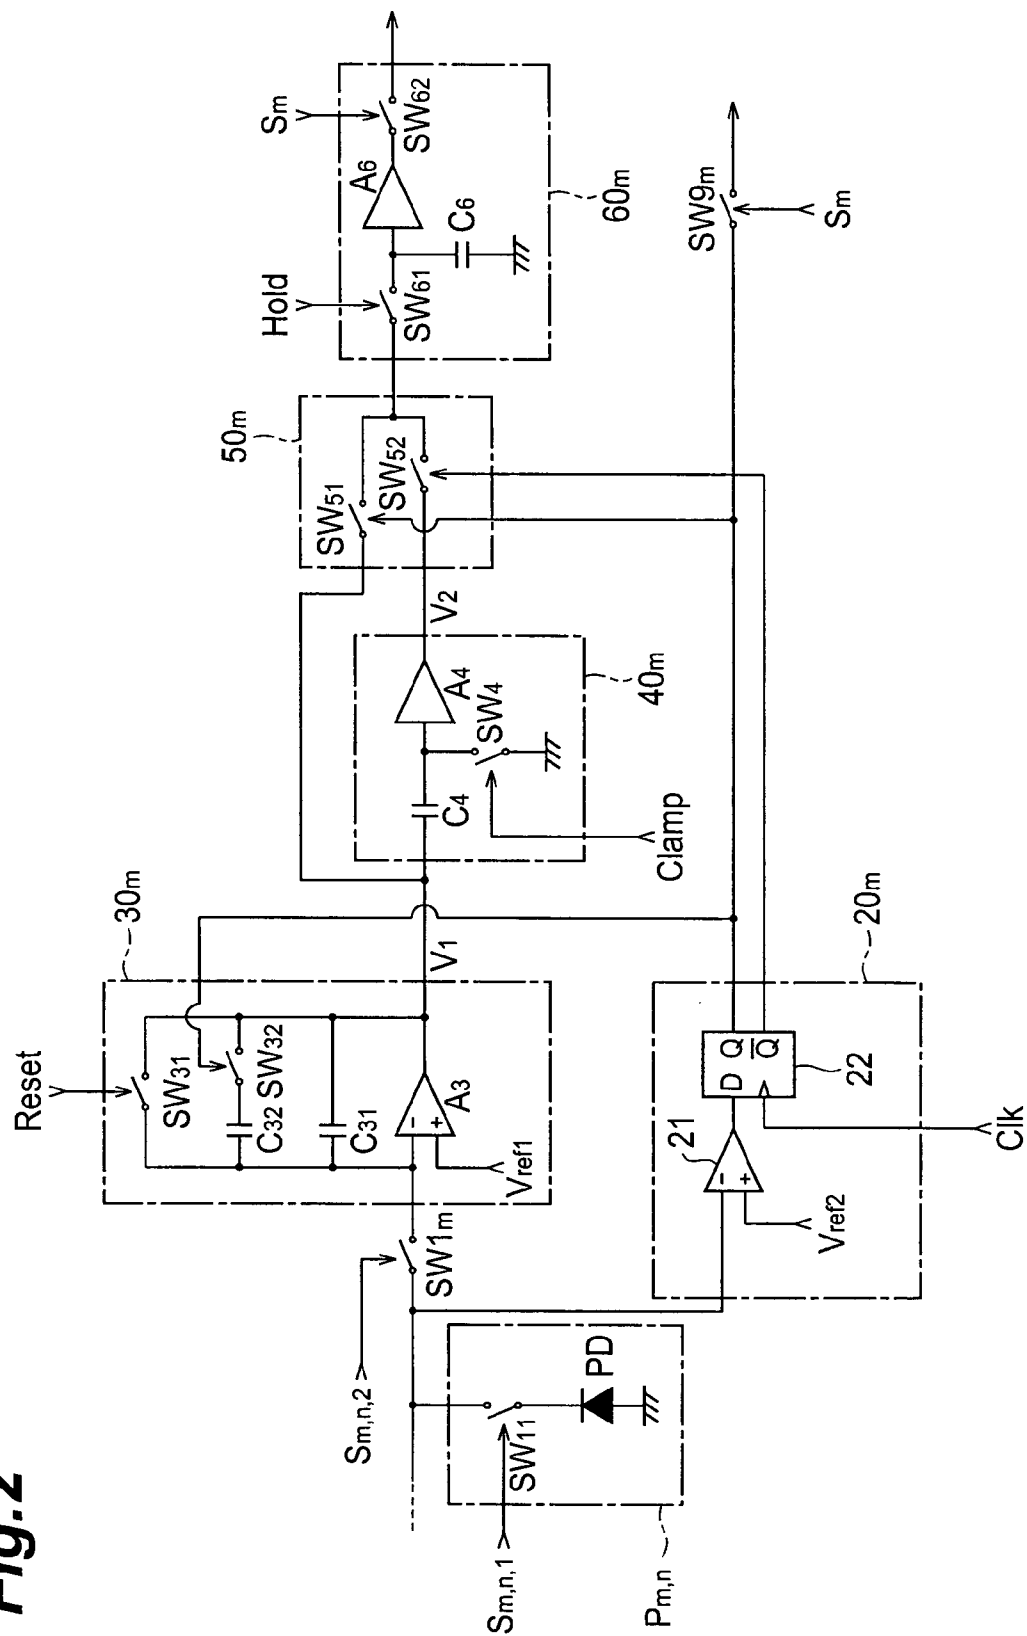 Fig.2
Reset
30m
SW31
SW32
C32
C31
A3
Vref1
V1
Sm,n,2
SW1m
Sm,n,1
SW11
PD
Pm,n
20m
21
22
D
Q
Q̅
-
+
-
+
Vref2
Clk
40m
C4
A4
SW4
Clamp
V2
50m
SW51
SW52
Hold
Sm
60m
SW61
C6
A6
SW62
SW9m
Sm